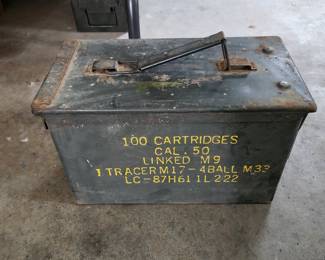 100 CARTRIDGES
CAL .50
LINKED M9
1 TRACER M17-4 BALL M33
LC-87H611L222